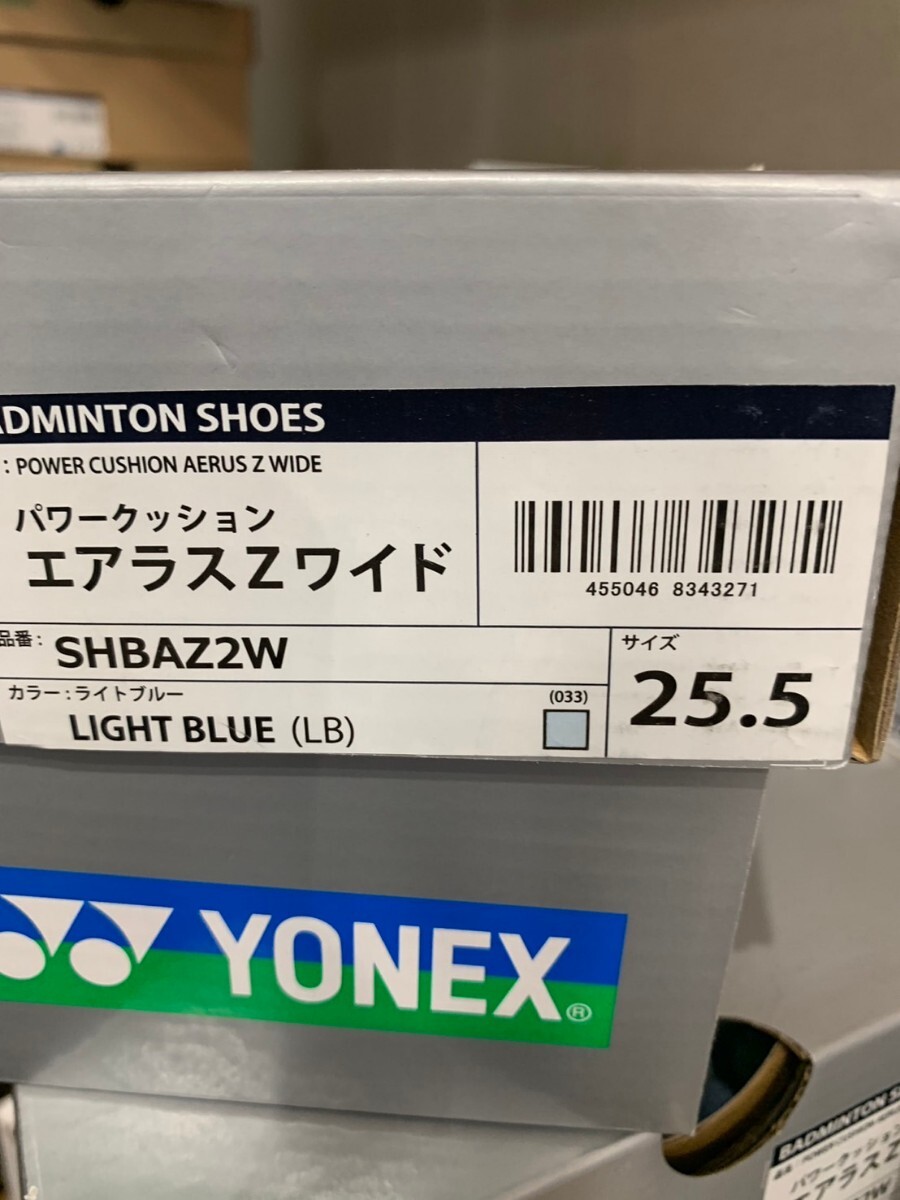 ADMINTON SHOES
: POWER CUSHION AERUS Z WIDE
パワークッション
エアラスZワイド
455046 8343271
品番: SHBAZ2W
サイズ
25.5
カラー:ライトブルー
(033)
LIGHT BLUE (LB)
YONEX®
BADMINTON S
パワークッション
アラスZ